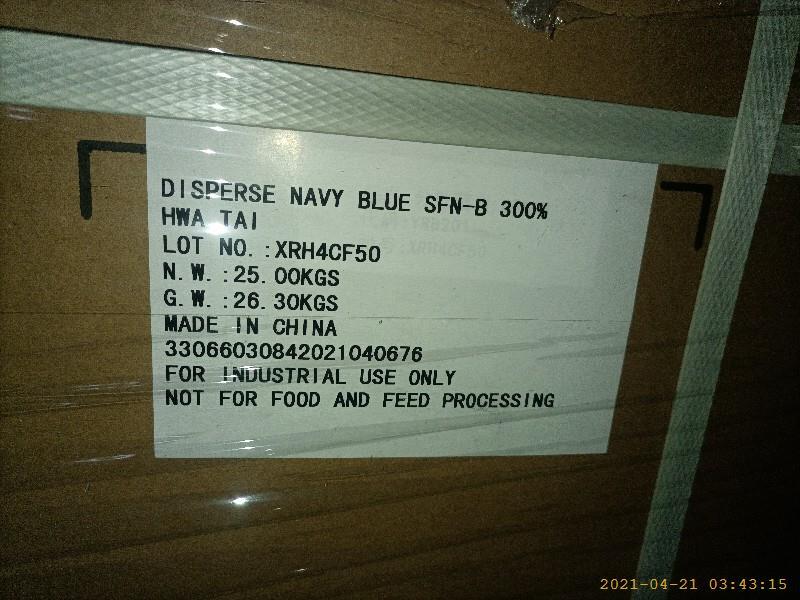 DISPERSE NAVY BLUE SFN-B 300%
HWA TAI
LOT NO.:XRH4CF50
N.W.:25.00KGS
G.W.:26.30KGS
MADE IN CHINA
33066030842021040676
FOR INDUSTRIAL USE ONLY
NOT FOR FOOD AND FEED PROCESSING
2021-04-21 03:43:15